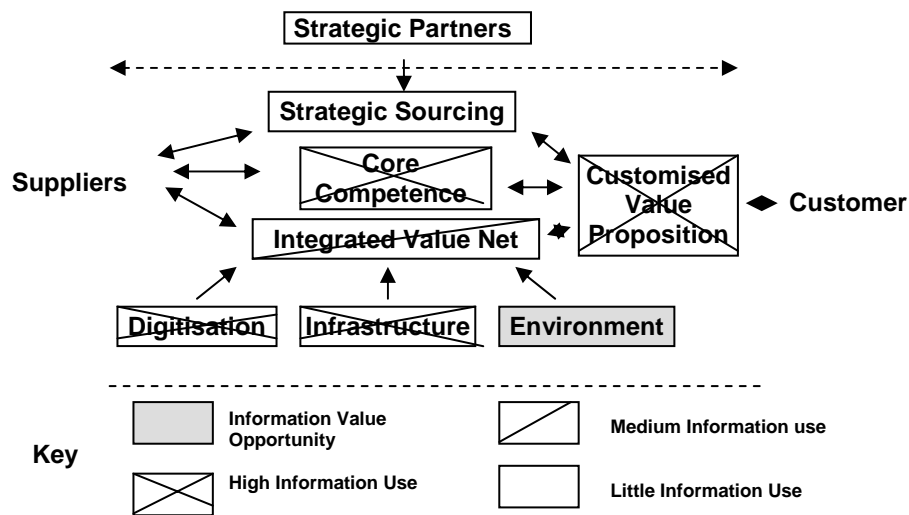 Strategic Partners
Strategic Sourcing
Core
Competence
Suppliers
Customised
Value
Proposition
Customer
Integrated Value Net
Digitisation
Infrastructure
Environment
Key
Information Value
Opportunity
Medium Information use
High Information Use
Little Information Use